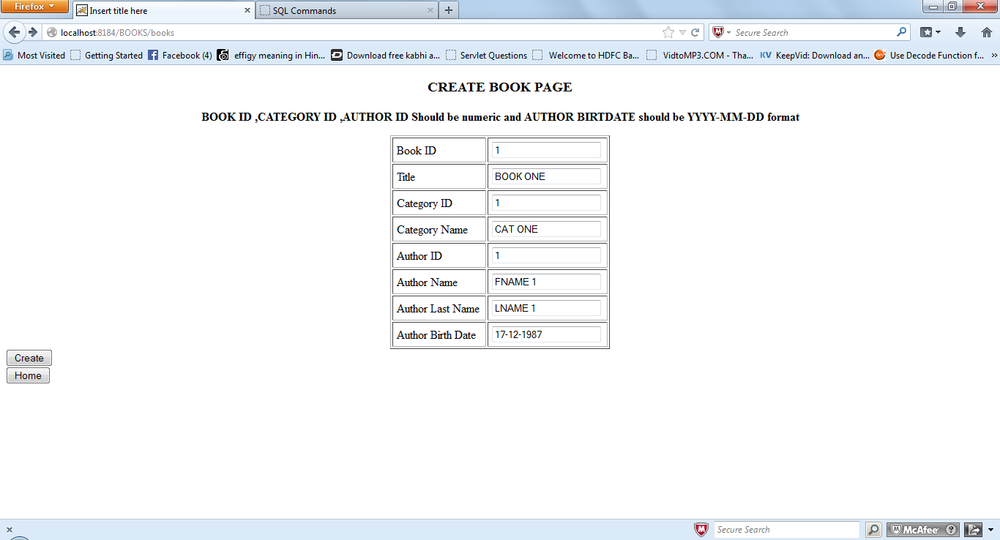 Firefox
Insert title here
SQL Commands
localhost:8184/BOOKS/books
Secure Search
Most Visited Getting Started Facebook (4) effigy meaning in Hin... Download free kabhi a... Servlet Questions Welcome to HDFC Ba... VidtoMP3.COM - Tha... KV KeepVid: Download an... Use Decode Function f... »
CREATE BOOK PAGE
BOOK ID ,CATEGORY ID ,AUTHOR ID Should be numeric and AUTHOR BIRTDATE should be YYYY-MM-DD format
Book ID 1
Title BOOK ONE
Category ID 1
Category Name CAT ONE
Author ID 1
Author Name FNAME 1
Author Last Name LNAME 1
Author Birth Date 17-12-1987
Create
Home
Secure Search
McAfee